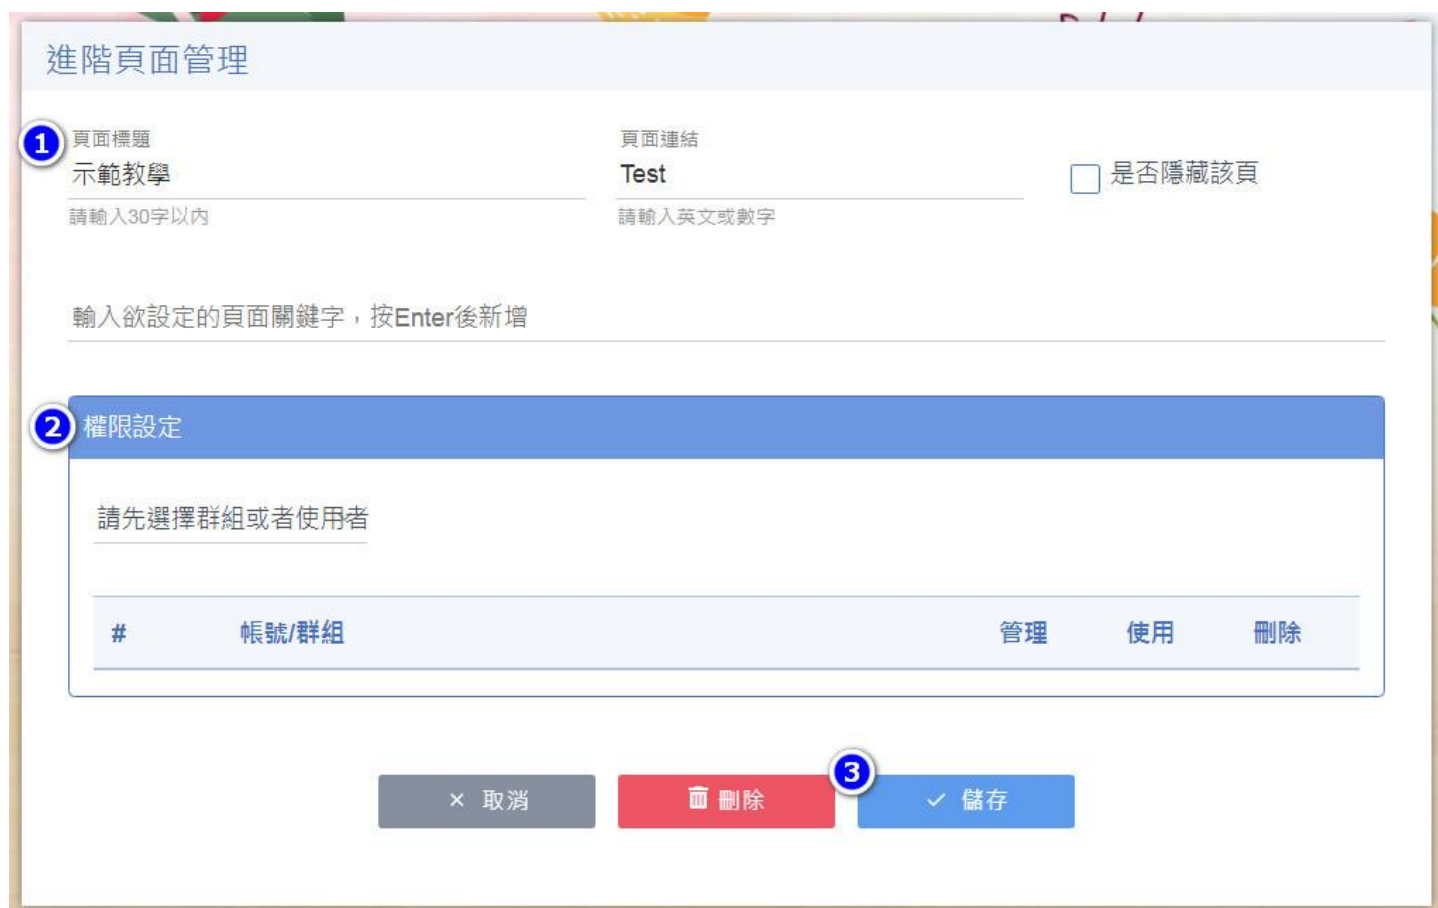 進階頁面管理
1 頁面標題 頁面連結
示範教學 Test 是否隱藏該頁
請輸入30字以內 請輸入英文或數字
輸入欲設定的頁面關鍵字，按Enter後新增
2 權限設定
請先選擇群組或者使用者
# 帳號/群組 管理 使用 刪除
3
× 取消 刪除 ✓ 儲存